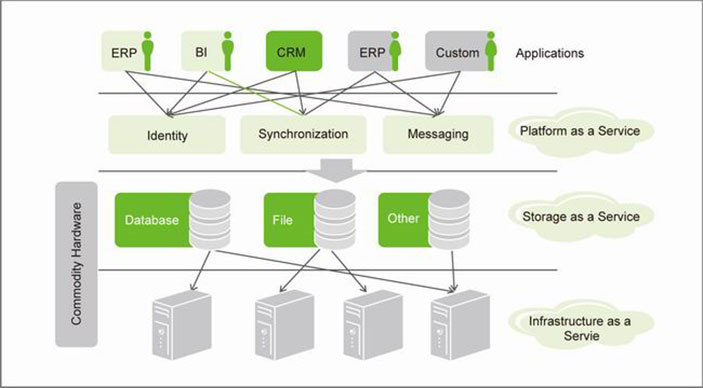 ERP
BI
CRM
ERP
Custom
Applications
Identity
Synchronization
Messaging
Platform as a Service
Commodity Hardware
Database
File
Other
Storage as a Service
Infrastructure as a
Servie